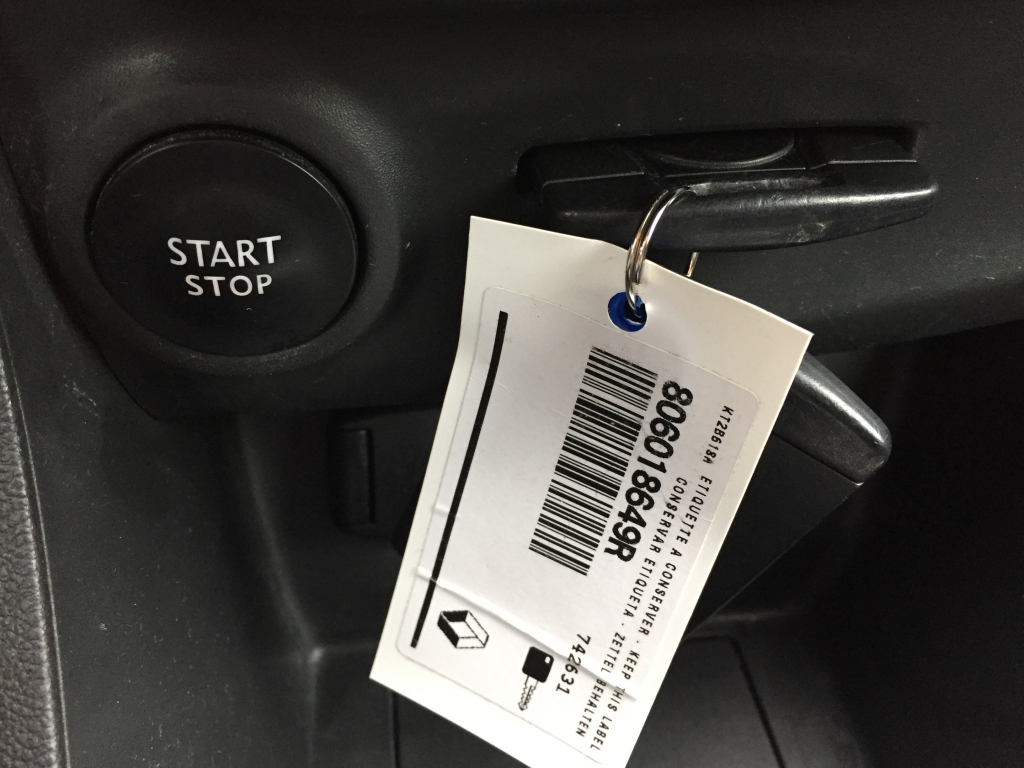 START
STOP
KT2B618A ETIQUETTE A CONSERVER - KEEP THIS LABEL
CONSERVAR ETIQUETA - ZETTEL BEHALTEN
806018649R
742631